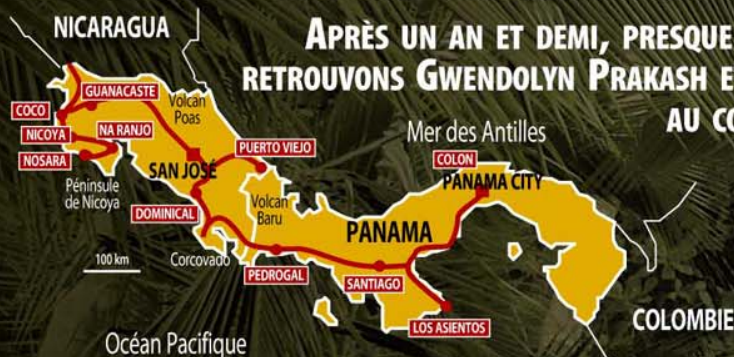 NICARAGUA
APRÈS UN AN ET DEMI, PRESQUE
RETROUVONS GWENDOLYN PRAKASH E
AU CO
GUANACASTE
Volcan
Poas
COCO
NICOYA
NA RANJO
NOSARA
SAN JOSÉ
PUERTO VIEJO
Mer des Antilles
COLON
PANAMA CITY
Péninsule
de Nicoya
DOMINICAL
Volcan
Baru
PANAMA
100 km
Corcovado
PEDROGAL
SANTIAGO
LOS ASIENTOS
COLOMBIE
Océan Pacifique